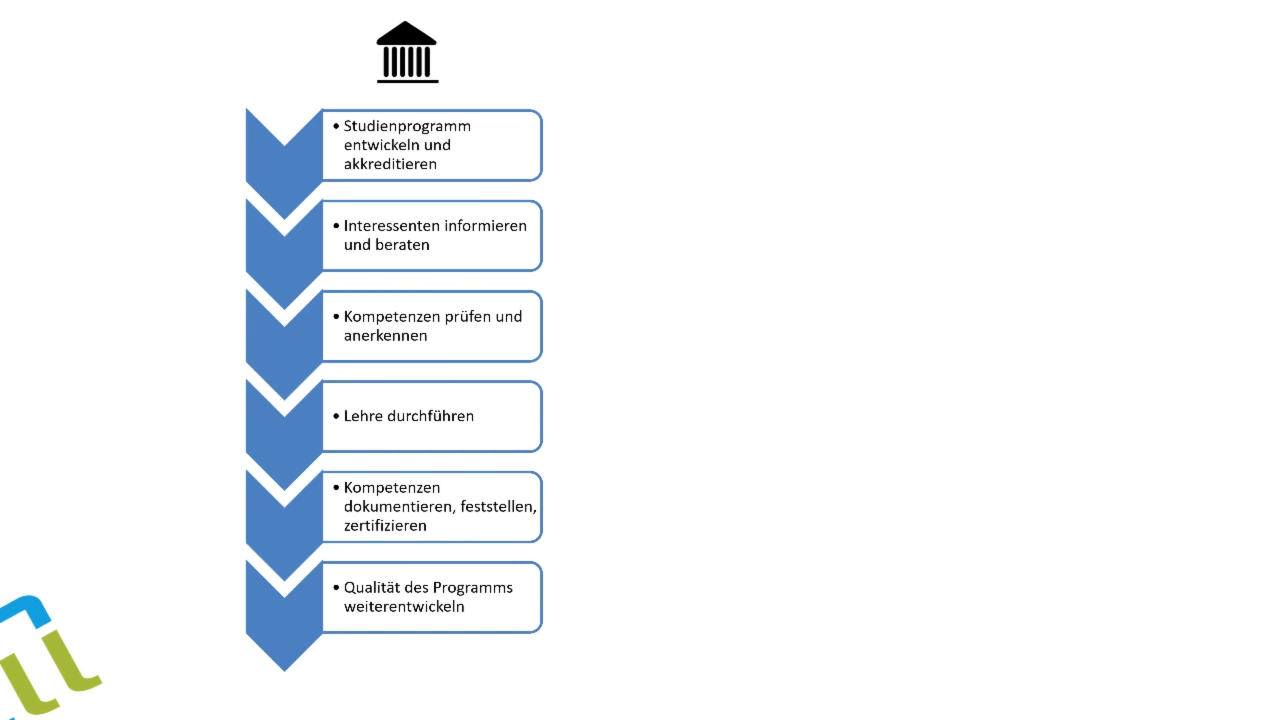 • Studienprogramm
entwickeln und
akkreditieren
• Interessenten informieren
und beraten
• Kompetenzen prüfen und
anerkennen
• Lehre durchführen
• Kompetenzen
dokumentieren, feststellen,
zertifizieren
• Qualität des Programms
weiterentwickeln